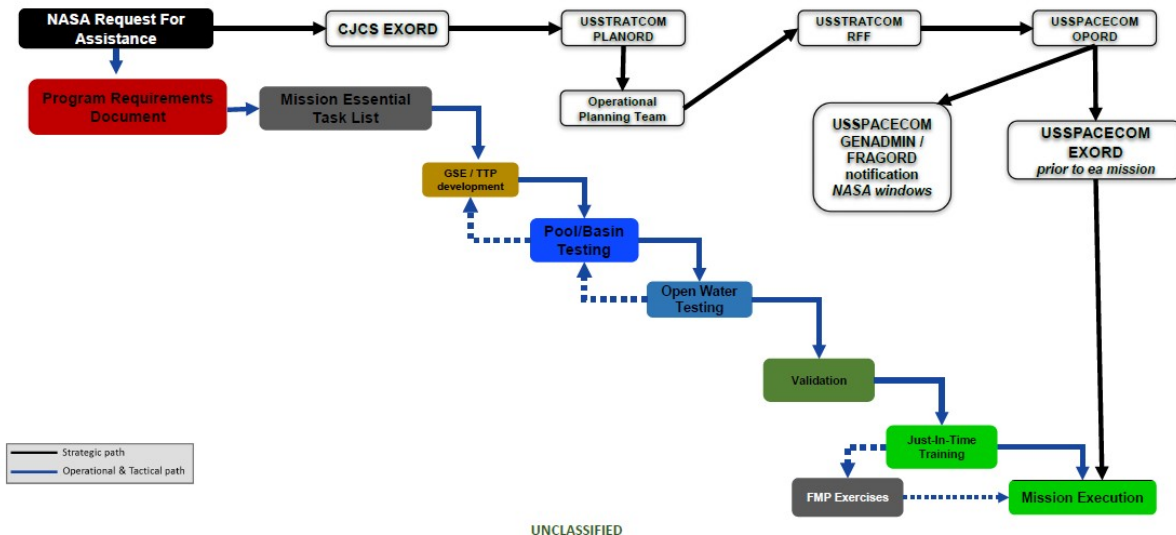 NASA Request For
Assistance
CJCS EXORD
USSTRATCOM
PLANORD
USSTRATCOM
RFF
USSPACECOM
OPORD
Program Requirements
Document
Mission Essential
Task List
Operational
Planning Team
USSPACECOM
GENADMIN /
FRAGORD
notification
NASA windows
USSPACECOM
EXORD
prior to ea mission
GSE / TTP
development
Pool/Basin
Testing
Open Water
Testing
Validation
Just-In-Time
Training
FMP Exercises
Mission Execution
Strategic path
Operational & Tactical path
UNCLASSIFIED